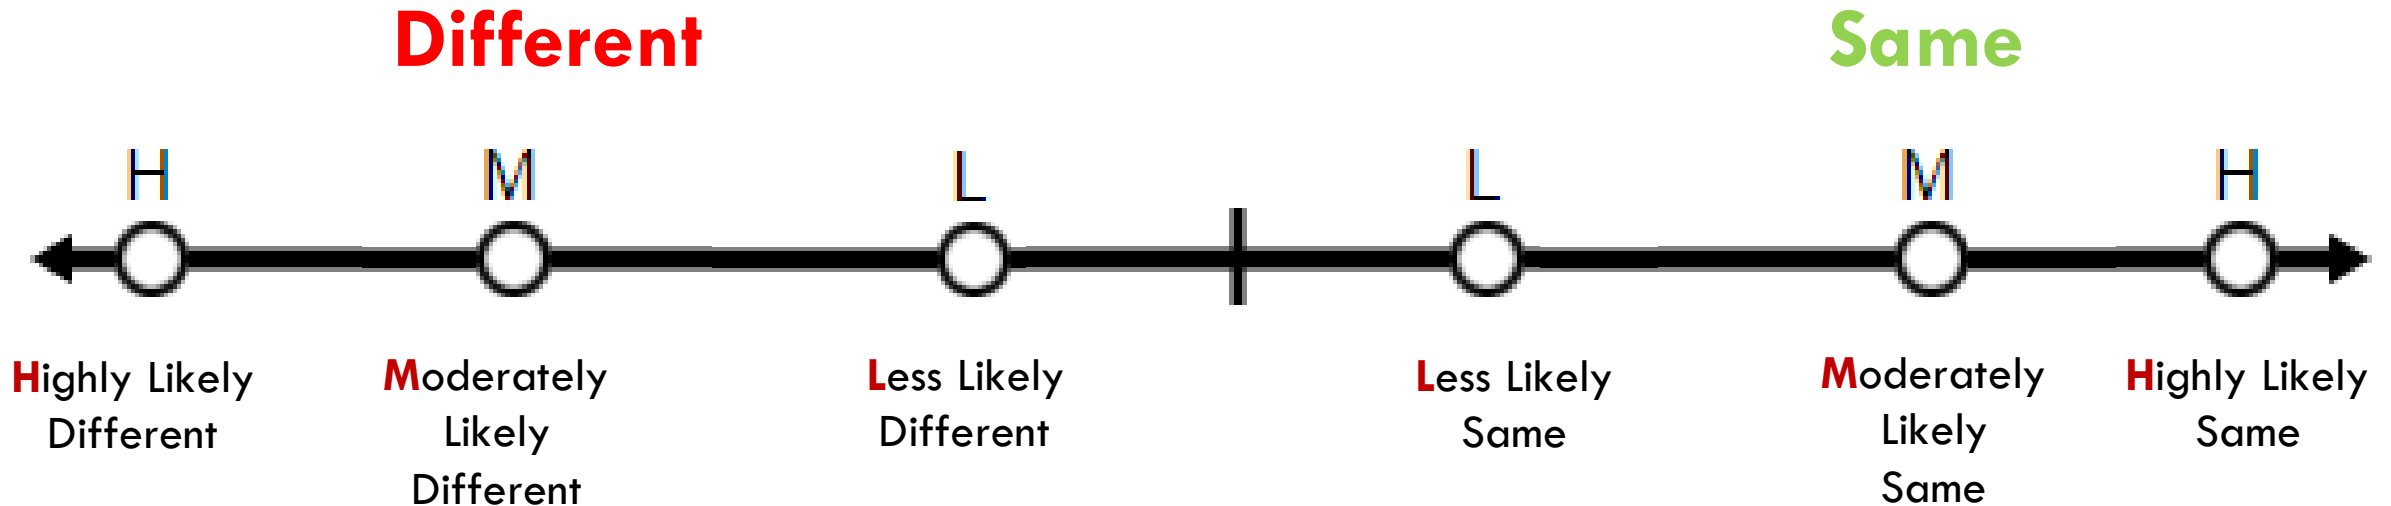 Different Same
H M L L M H
Highly Likely
Different
Moderately
Likely
Different
Less Likely
Different
Less Likely
Same
Moderately
Likely
Same
Highly Likely
Same